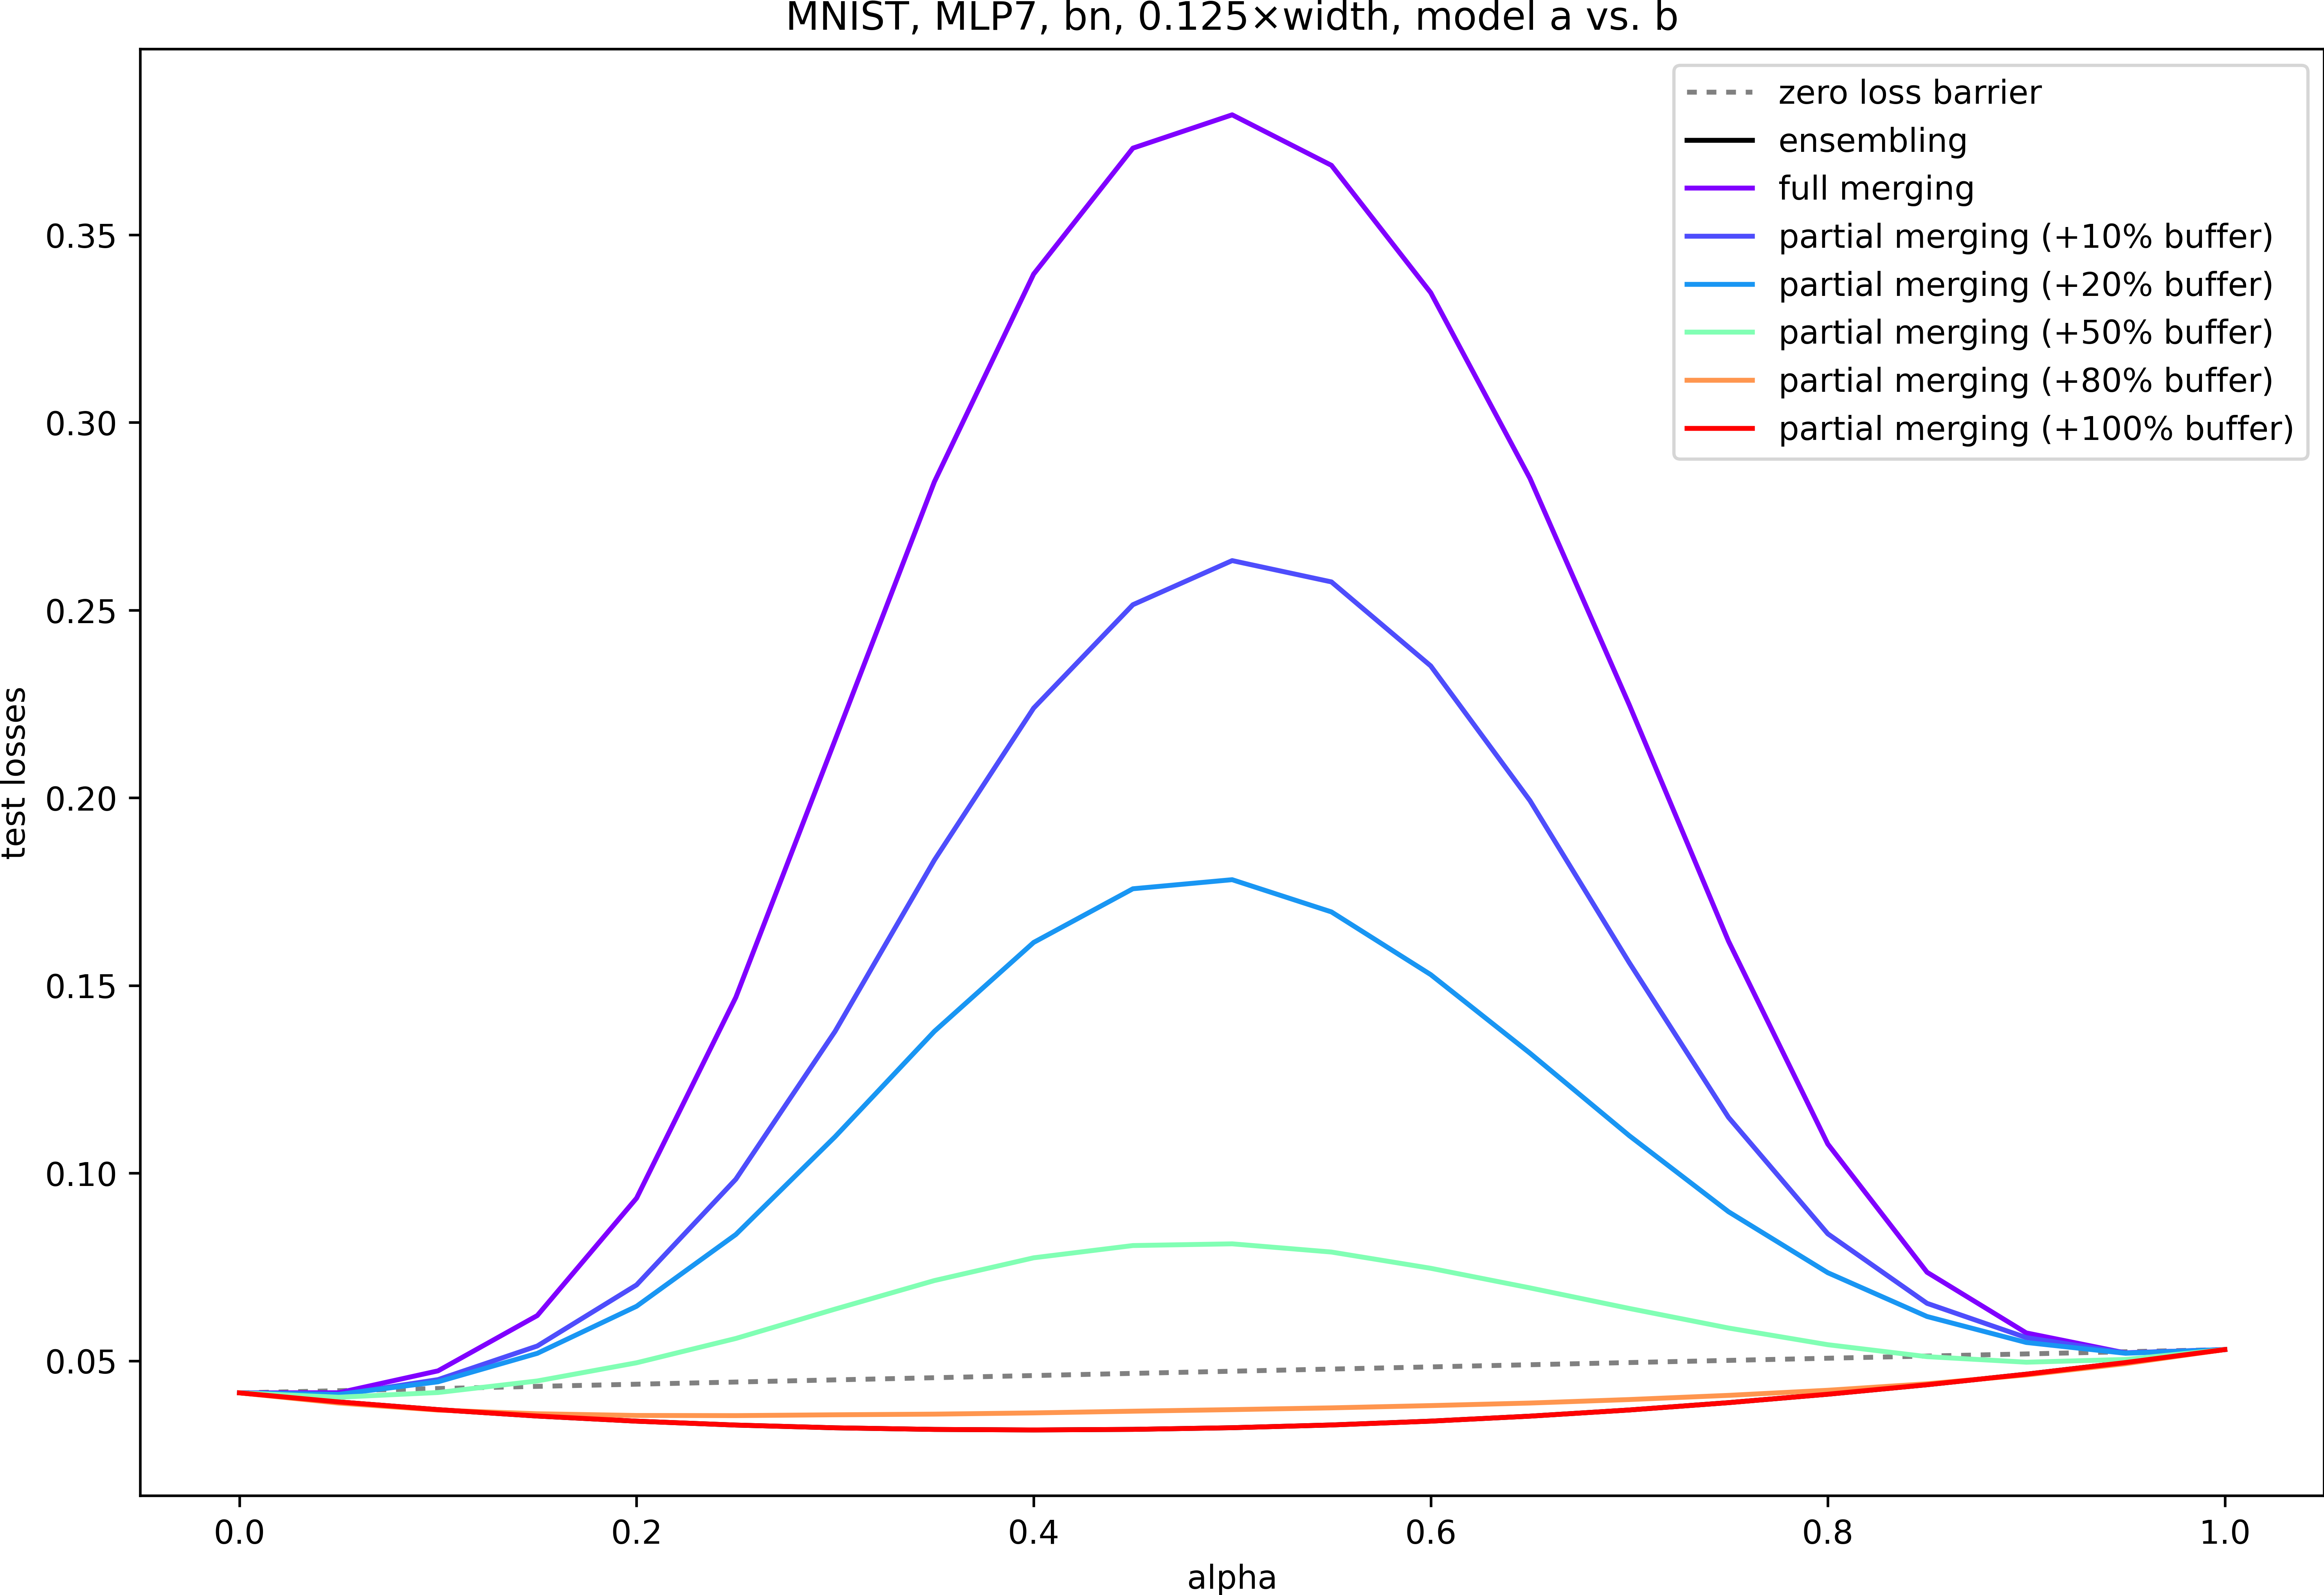 MNIST, MLP7, bn, 0.125×width, model a vs. b
zero loss barrier
ensembling
full merging
partial merging (+10% buffer)
partial merging (+20% buffer)
partial merging (+50% buffer)
partial merging (+80% buffer)
partial merging (+100% buffer)
test losses
0.35
0.30
0.25
0.20
0.15
0.10
0.05
0.0 0.2 0.4 0.6 0.8 1.0
alpha